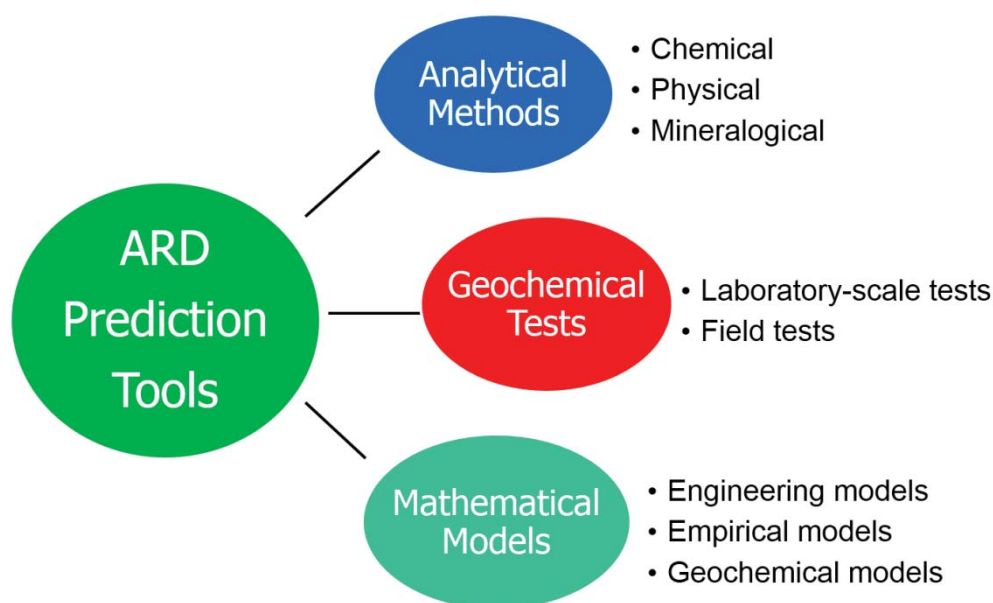 ARD
Prediction
Tools
Analytical
Methods
• Chemical
• Physical
• Mineralogical
Geochemical
Tests
• Laboratory-scale tests
• Field tests
Mathematical
Models
• Engineering models
• Empirical models
• Geochemical models